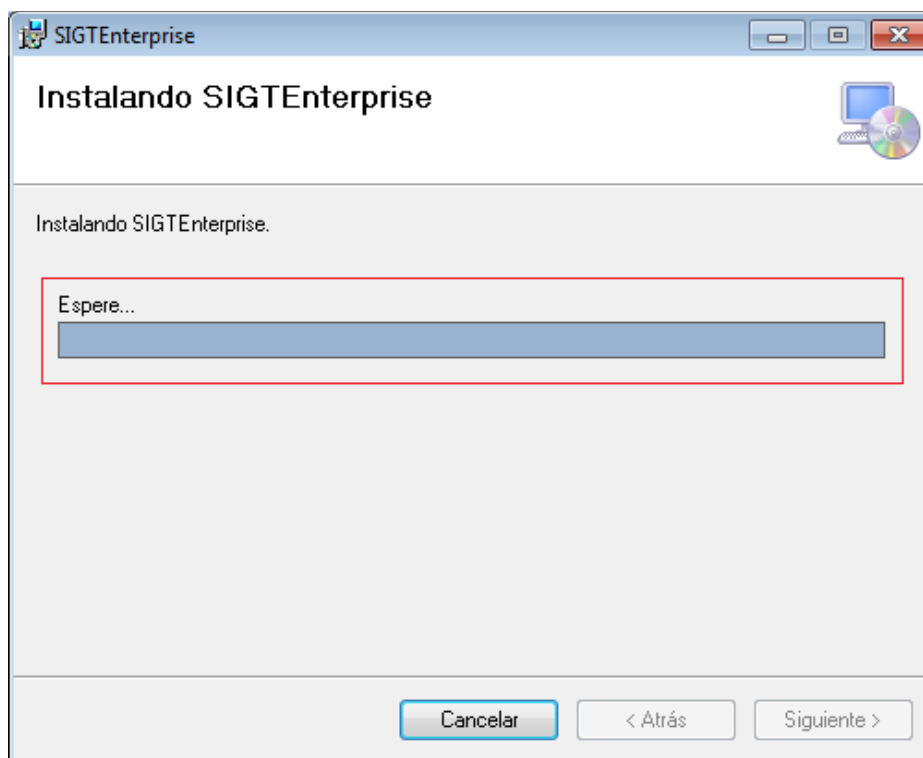 SIGTEnterprise
Instalando SIGTEnterprise
Instalando SIGTEnterprise.
Espere...
Cancelar
< Atrás
Siguiente >